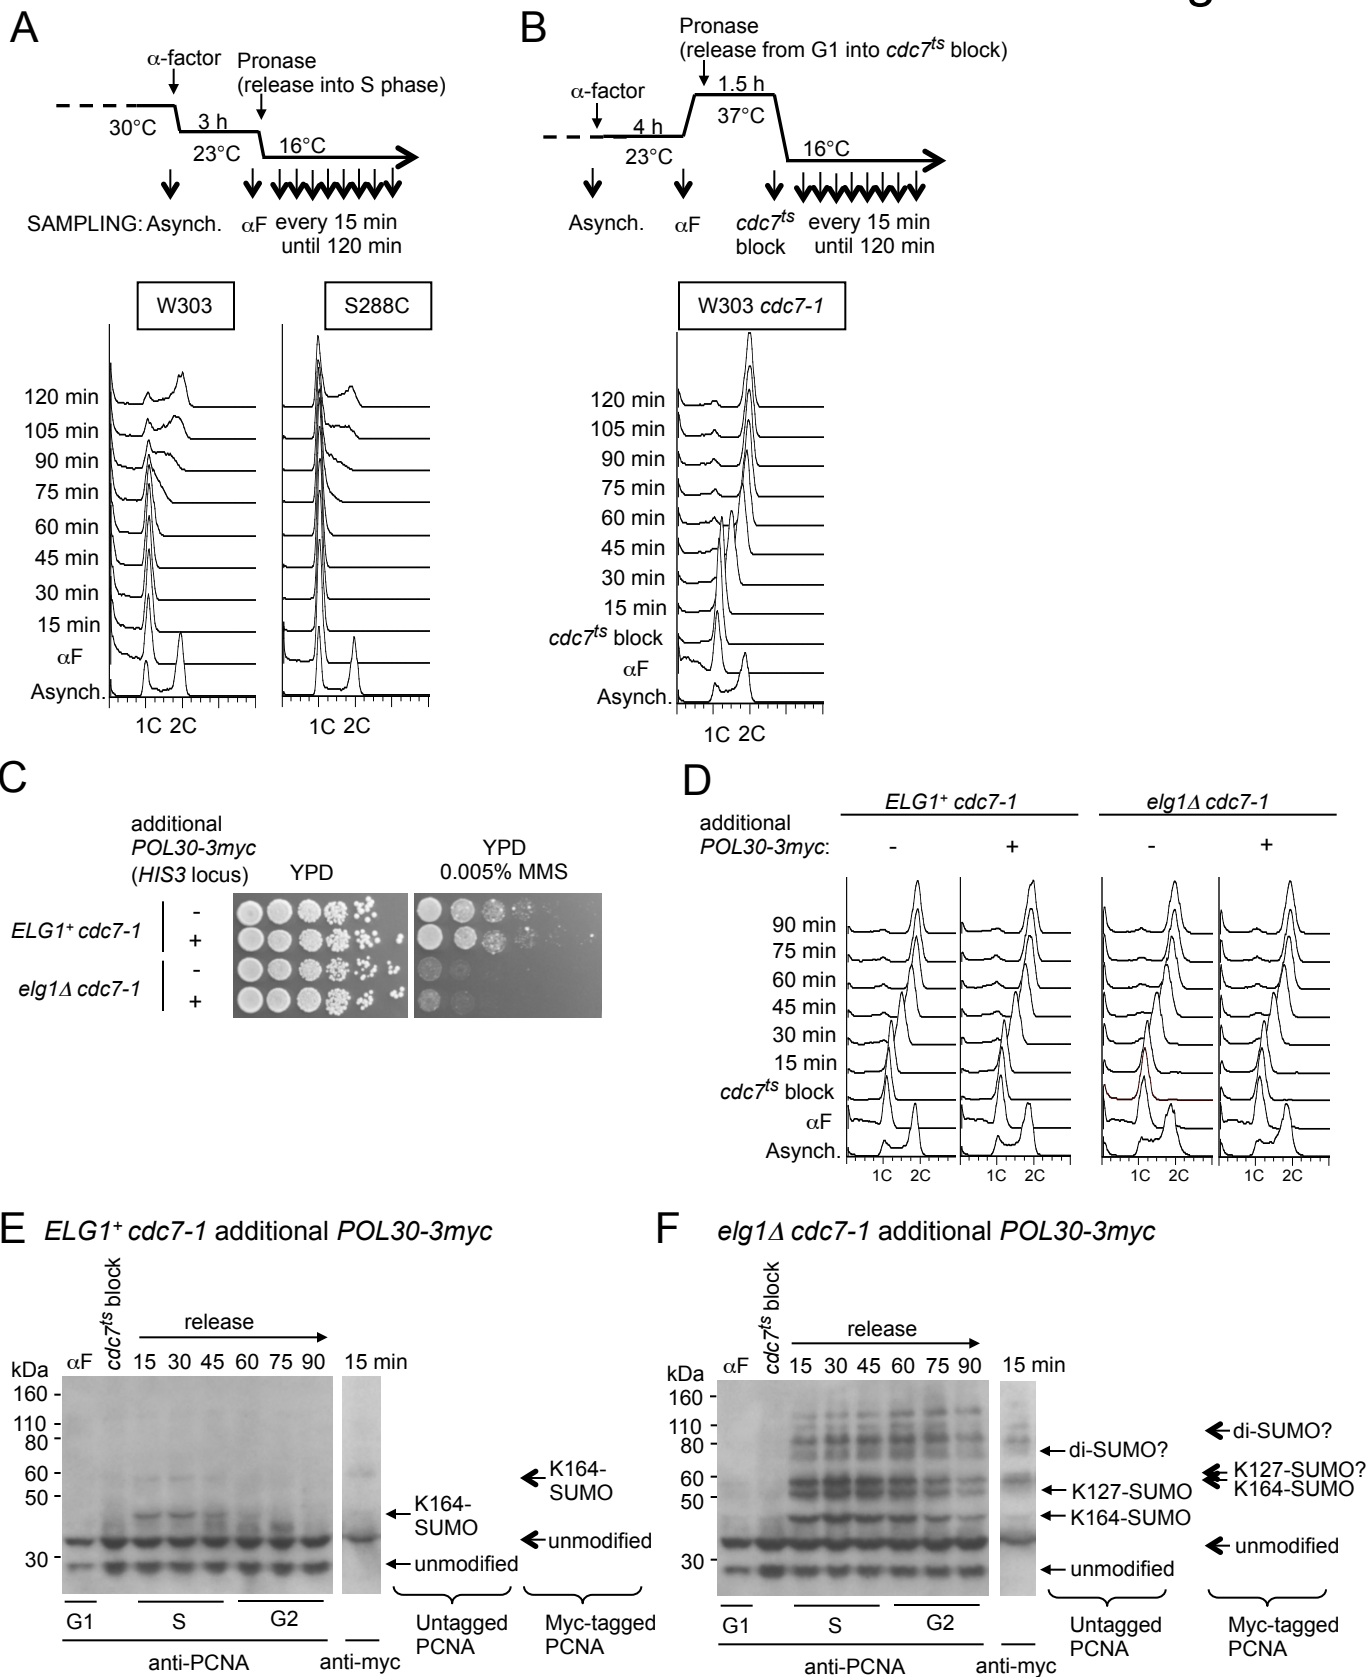 A
α-factor
Pronase
(release into S phase)
30°C
3 h
23°C
16°C
SAMPLING: Asynch.
αF
every 15 min
until 120 min
W303
S288C
120 min
105 min
90 min
75 min
60 min
45 min
30 min
15 min
αF
Asynch.
1C 2C
1C 2C
B
Pronase
(release from G1 into cdc7ts block)
α-factor
1.5 h
4 h
37°C
23°C
16°C
Asynch.
αF
cdc7ts
block
every 15 min
until 120 min
W303 cdc7-1
120 min
105 min
90 min
75 min
60 min
45 min
30 min
15 min
cdc7ts block
αF
Asynch.
1C 2C
C
additional
POL30-3myc
(HIS3 locus)
YPD
YPD
0.005% MMS
ELG1+ cdc7-1
-
+
elg1Δ cdc7-1
-
+
D
ELG1+ cdc7-1
elg1Δ cdc7-1
additional
POL30-3myc:
- + - +
90 min
75 min
60 min
45 min
30 min
15 min
cdc7ts block
αF
Asynch.
1C 2C 1C 2C 1C 2C 1C 2C
E ELG1+ cdc7-1 additional POL30-3myc
cdc7ts block
release
kDa
αF
15 30 45 60 75 90
15 min
160
110
80
60
50
30
K164-
SUMO
unmodified
K164-
SUMO
unmodified
G1
S
G2
anti-PCNA
anti-myc
Untagged
PCNA
Myc-tagged
PCNA
F elg1Δ cdc7-1 additional POL30-3myc
cdc7ts block
release
kDa
αF
15 30 45 60 75 90
15 min
160
110
80
60
50
30
di-SUMO?
K127-SUMO
K164-SUMO
unmodified
di-SUMO?
K127-SUMO?
K164-SUMO
unmodified
G1
S
G2
anti-PCNA
anti-myc
Untagged
PCNA
Myc-tagged
PCNA